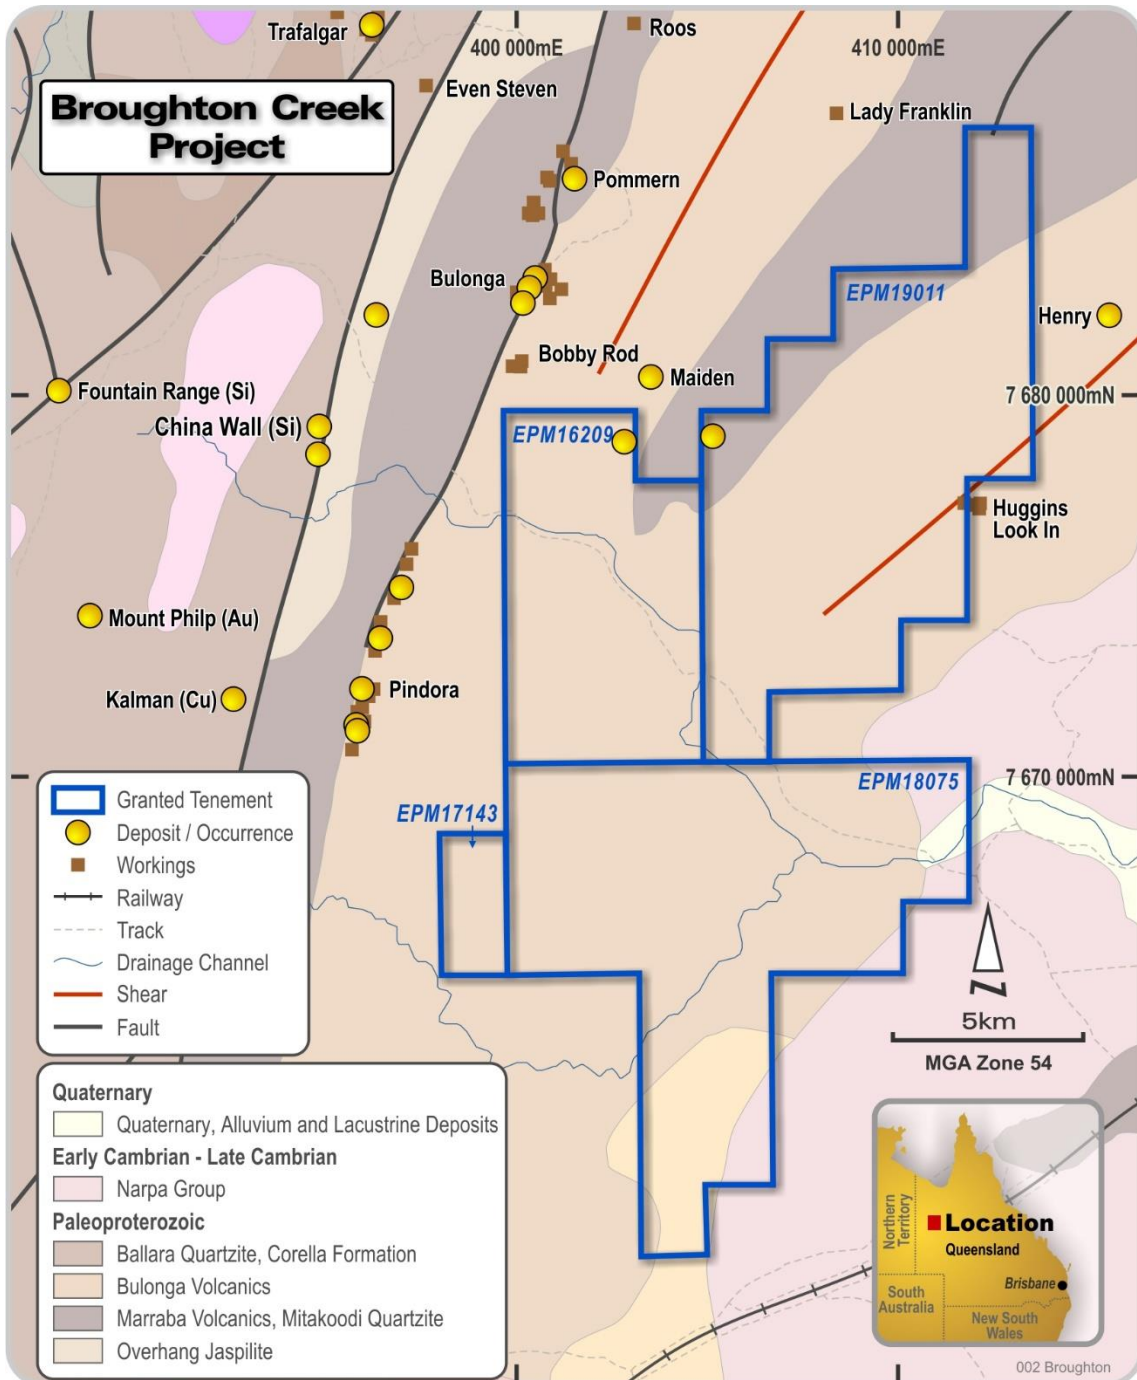 Trafalgar
400 000mE
Roos
410 000mE
Even Steven
Lady Franklin
Broughton Creek
Project
Pommern
Bulonga
EPM19011
Henry
Bobby Rod
Maiden
Fountain Range (Si)
7 680 000mN
China Wall (Si)
EPM16209
Huggins
Look In
Mount Philp (Au)
Kalman (Cu)
Pindora
7 670 000mN
EPM18075
EPM17143
Granted Tenement
Deposit / Occurrence
Workings
Railway
Track
Drainage Channel
Shear
Fault
N
5km
MGA Zone 54
Quaternary
Quaternary, Alluvium and Lacustrine Deposits
Early Cambrian - Late Cambrian
Narpa Group
Paleoproterozoic
Ballara Quartzite, Corella Formation
Bulonga Volcanics
Marraba Volcanics, Mitakoodi Quartzite
Overhang Jaspilite
Northern
Territory
Location
Queensland
Brisbane
South
Australia
New South
Wales
002 Broughton